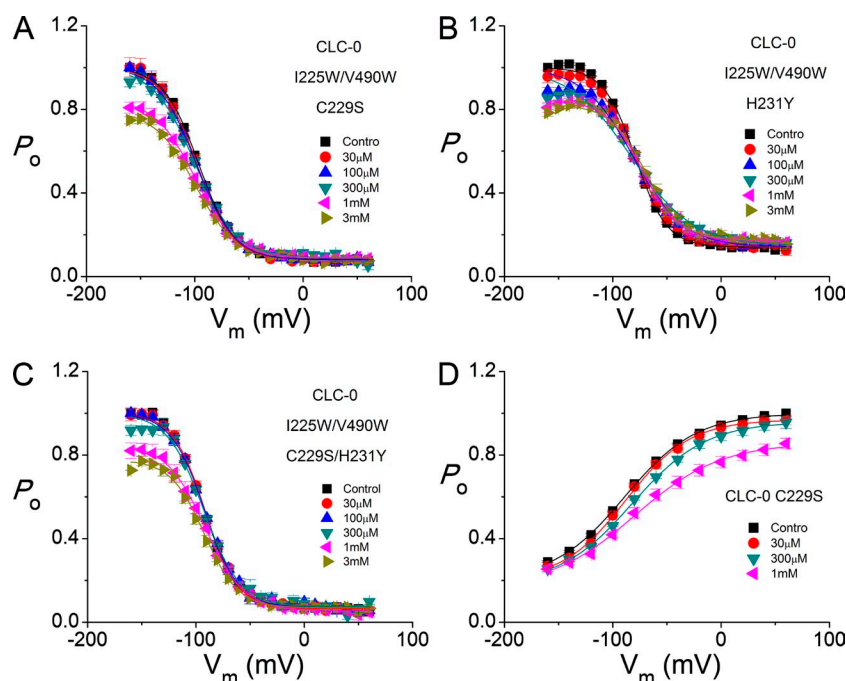 A
1.2
0.8
0.4
0.0
Po
-200
-100
0
100
Vm (mV)
CLC-0
I225W/V490W
C229S
Contro
30μM
100μM
300μM
1mM
3mM
B
1.2
0.8
0.4
0.0
Po
-200
-100
0
100
Vm (mV)
CLC-0
I225W/V490W
H231Y
Contro
30μM
100μM
300μM
1mM
3mM
C
1.2
0.8
0.4
0.0
Po
-200
-100
0
100
Vm (mV)
CLC-0
I225W/V490W
C229S/H231Y
Control
30μM
100μM
300μM
1mM
3mM
D
1.2
0.8
0.4
0.0
Po
-200
-100
0
100
Vm (mV)
CLC-0 C229S
Contro
30μM
300μM
1mM